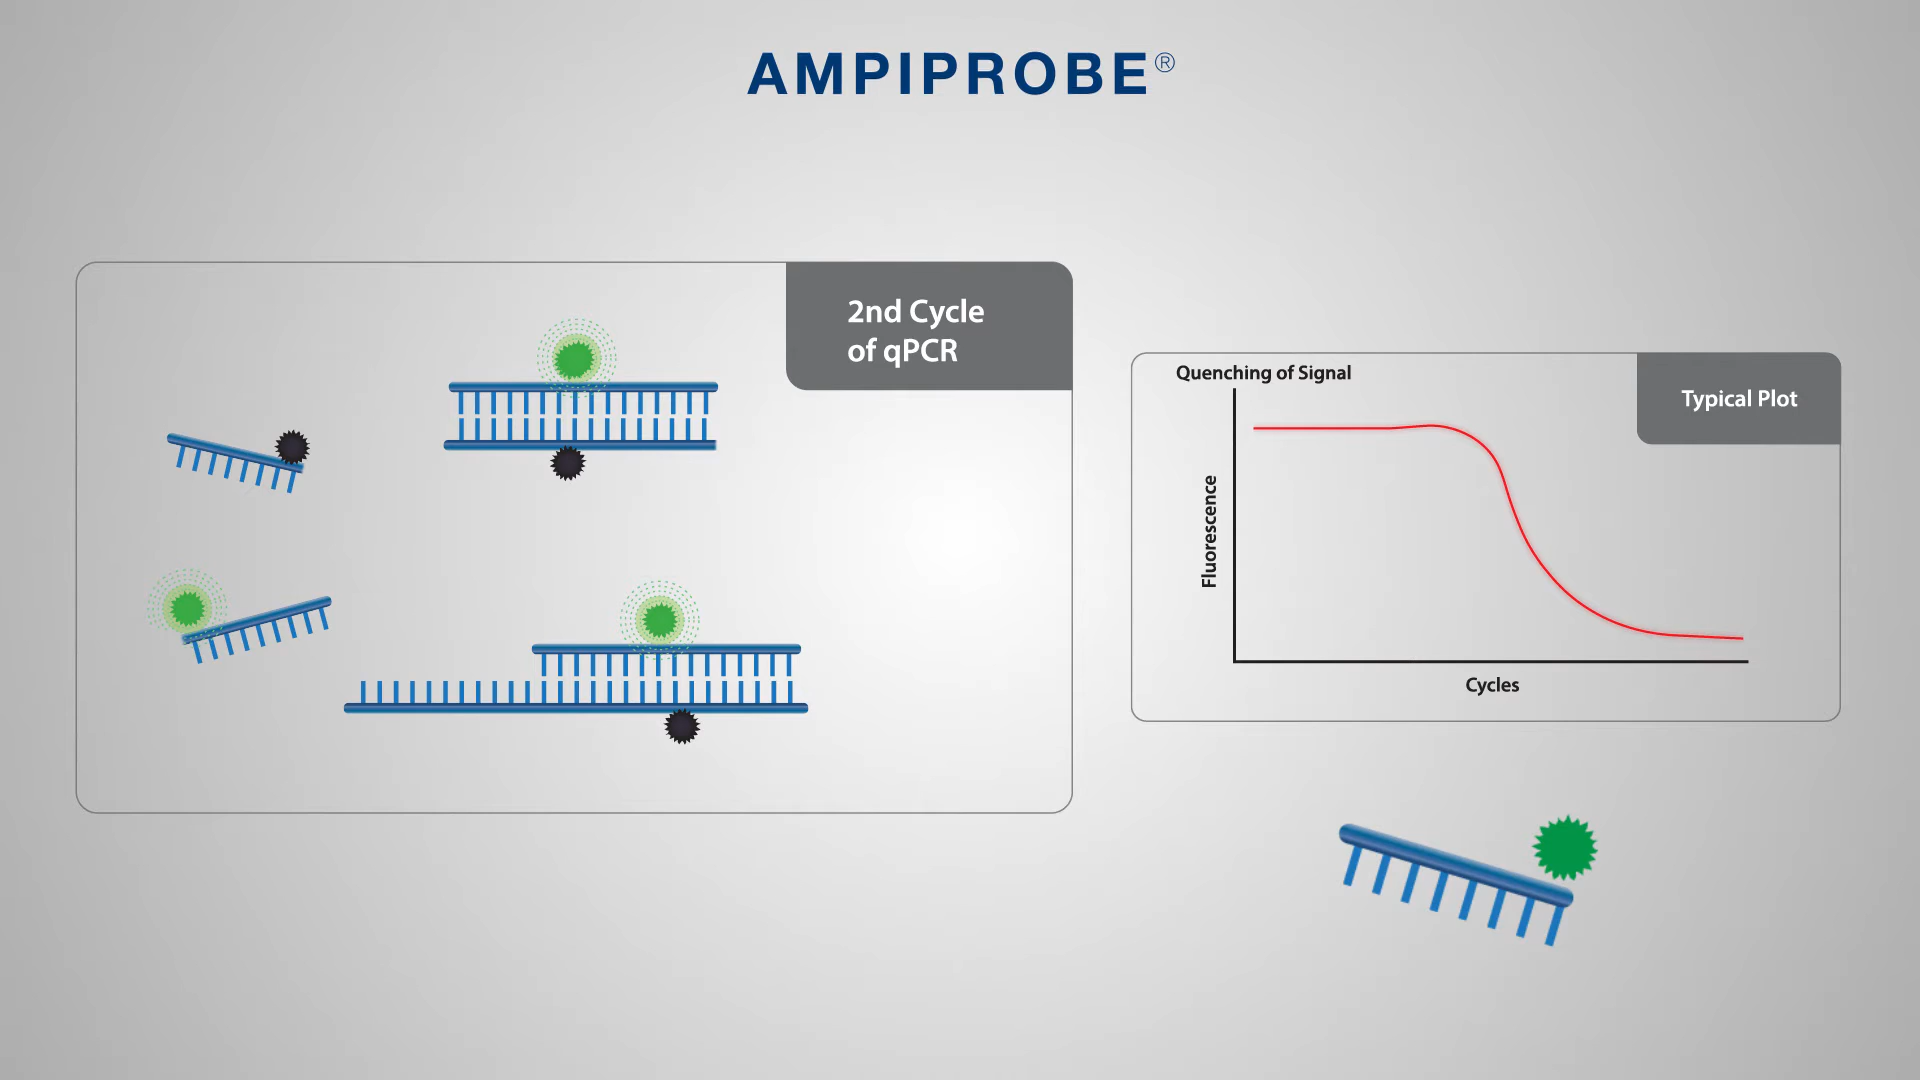 AMPIPROBE®
2nd Cycle
of qPCR
Quenching of Signal
Typical Plot
Fluorescence
Cycles